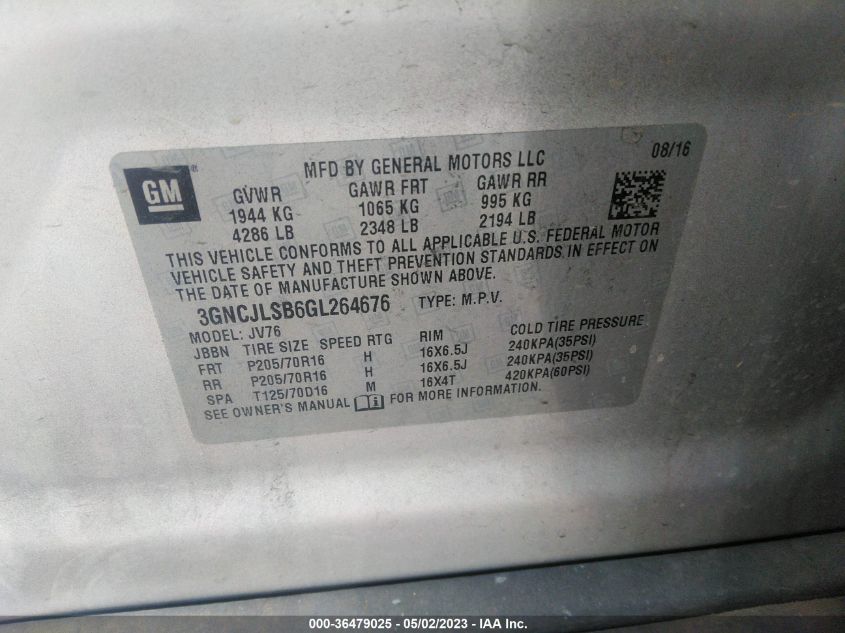 GM®
MFD BY GENERAL MOTORS LLC
08/16
GVWR GAWR FRT GAWR RR
1944 KG 1065 KG 995 KG
4286 LB 2348 LB 2194 LB
THIS VEHICLE CONFORMS TO ALL APPLICABLE U.S. FEDERAL MOTOR
VEHICLE SAFETY AND THEFT PREVENTION STANDARDS IN EFFECT ON
THE DATE OF MANUFACTURE SHOWN ABOVE.
3GNCJLSB6GL264676 TYPE: M.P.V.
MODEL: JV76
JBBN TIRE SIZE SPEED RTG RIM COLD TIRE PRESSURE
FRT P205/70R16 H 16X6.5J 240KPA(35PSI)
RR P205/70R16 H 16X6.5J 240KPA(35PSI)
SPA T125/70D16 M 16X4T 420KPA(60PSI)
SEE OWNER'S MANUAL FOR MORE INFORMATION.
000-36479025 - 05/02/2023 - IAA Inc.